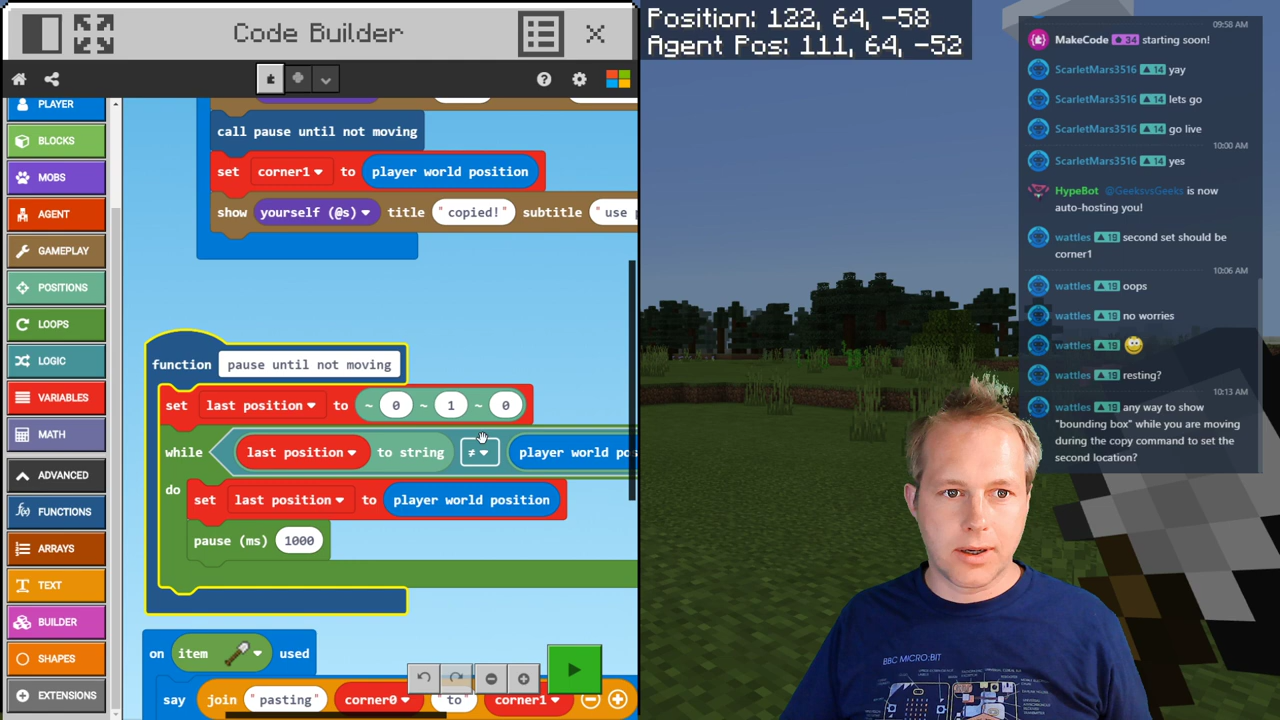 Code Builder
PLAYER
BLOCKS
MOBS
AGENT
GAMEPLAY
POSITIONS
LOOPS
LOGIC
VARIABLES
MATH
ADVANCED
FUNCTIONS
ARRAYS
TEXT
BUILDER
SHAPES
EXTENSIONS
call pause until not moving
set corner1 to player world position
show yourself (@s) title "copied!" subtitle "use
function pause until not moving
set last position to ~ 0 ~ 1 ~ 0
while last position to string ≠ player world pos
do set last position to player world position
pause (ms) 1000
on item used
say join "pasting" corner0 "to" corner1
Position: 122, 64, -58
Agent Pos: 111, 64, -52
09:58 AM
MakeCode 34 starting soon!
ScarletMars3516 14 yay
ScarletMars3516 14 lets go
ScarletMars3516 14 go live
10:00 AM
ScarletMars3516 14 yes
HypeBot @GeeksvsGeeks is now
auto-hosting you!
wattles 19 second set should be
corner1
10:06 AM
wattles 19 oops
wattles 19 no worries
wattles 19
wattles 19 resting?
10:13 AM
wattles 19 any way to show
"bounding box" while you are moving
during the copy command to set the
second location?
BBC MICRO:BIT